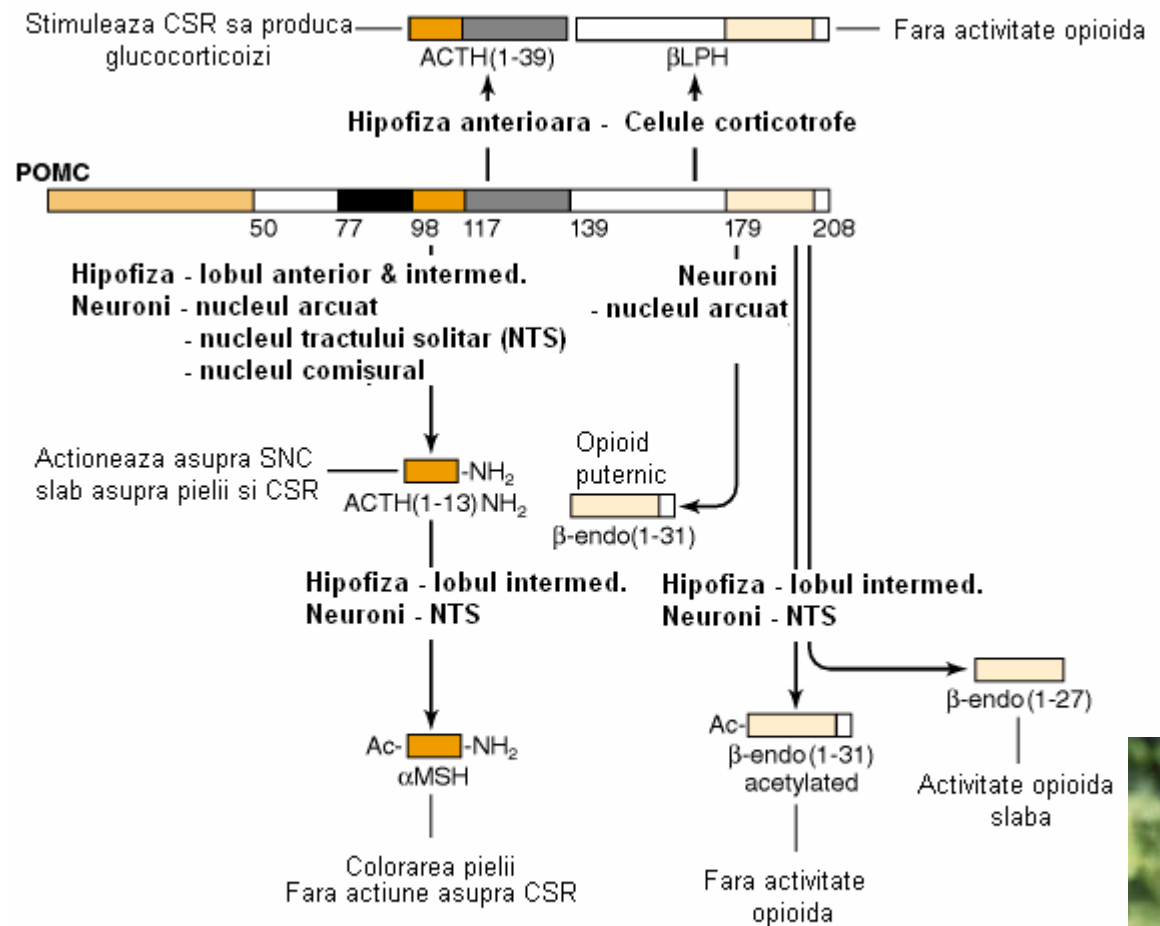 Stimuleaza CSR sa produca
glucocorticoizi
ACTH(1-39)
βLPH
Fara activitate opioida
Hipofiza anterioara - Celule corticotrofe
POMC
50 77 98 117 139 179 208
Hipofiza - lobul anterior & intermed.
Neuroni - nucleul arcuat
- nucleul tractului solitar (NTS)
- nucleul comișural
Neuroni
- nucleul arcuat
Actioneaza asupra SNC
slab asupra pielii si CSR
-NH₂
ACTH(1-13)NH₂
Opioid
puternic
β-endo(1-31)
Hipofiza - lobul intermed.
Neuroni - NTS
Hipofiza - lobul intermed.
Neuroni - NTS
Ac- -NH₂
αMSH
Colorarea pielii
Fara actiune asupra CSR
Ac-
β-endo(1-31)
acetylated
Fara activitate
opioida
β-endo(1-27)
Activitate opioida
slaba